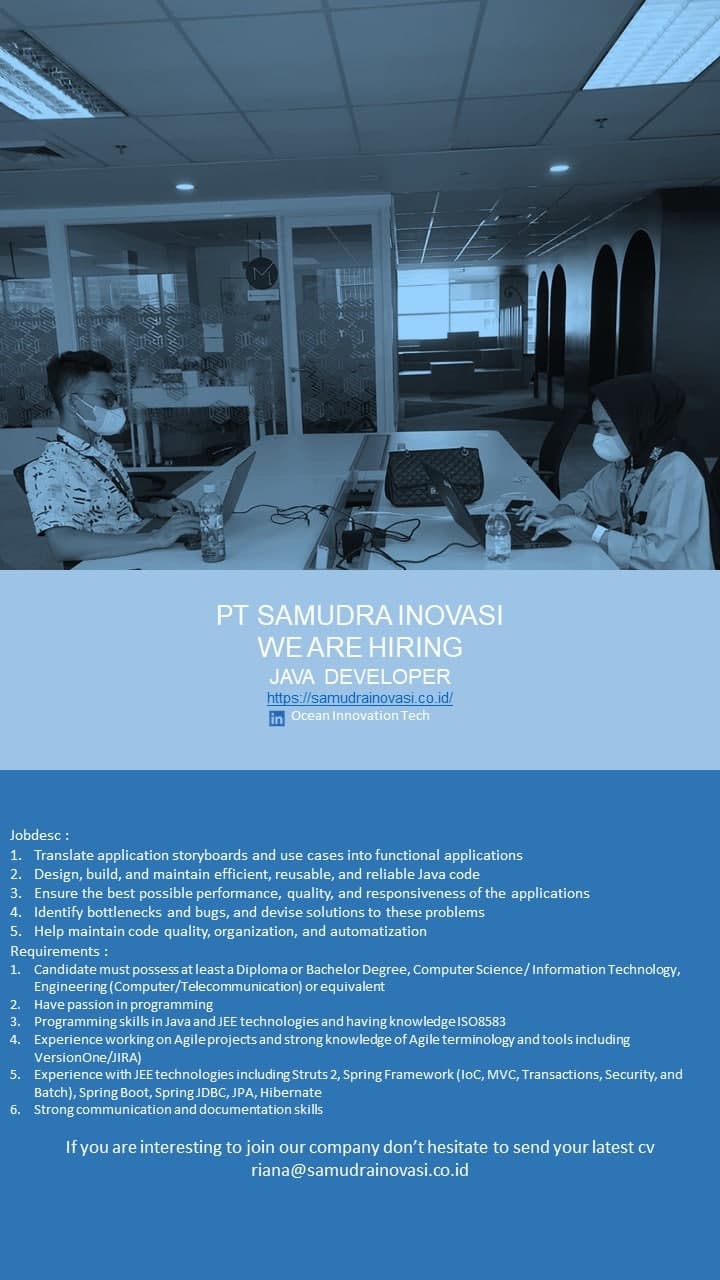 M
PT SAMUDRA INOVASI
WE ARE HIRING
JAVA DEVELOPER
https://samudrainovasi.co.id/
in Ocean Innovation Tech
Jobdesc :
1. Translate application storyboards and use cases into functional applications
2. Design, build, and maintain efficient, reusable, and reliable Java code
3. Ensure the best possible performance, quality, and responsiveness of the applications
4. Identify bottlenecks and bugs, and devise solutions to these problems
5. Help maintain code quality, organization, and automatization
Requirements :
1. Candidate must possess at least a Diploma or Bachelor Degree, Computer Science/ Information Technology,
Engineering (Computer/Telecommunication) or equivalent
2. Have passion in programming
3. Programming skills in Java and JEE technologies and having knowledge ISO8583
4. Experience working on Agile projects and strong knowledge of Agile terminology and tools including
VersionOne/JIRA)
5. Experience with JEE technologies including Struts 2, Spring Framework (IoC, MVC, Transactions, Security, and
Batch), Spring Boot, Spring JDBC, JPA, Hibernate
6. Strong communication and documentation skills
If you are interesting to join our company don’t hesitate to send your latest cv
riana@samudrainovasi.co.id